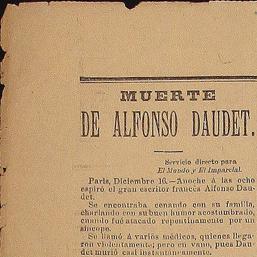 MUERTE
DE ALFONSO DAUDET.
Servicio directo para
El Mundo y El Imparcial.
Paris, Diciembre 16.—Anoche á las ocho
espiró el gran escritor francés Alfonso Dau-
det.
Se encontraba cenando con su familia,
charlando con su buen humor acostumbrado,
cuando fué atacado repentinamente por un
síncope.
Se llamó á varios médicos, quienes llega-
ron violentamente; pero en vano, pues Dau-
det murió casi instantáneamente.